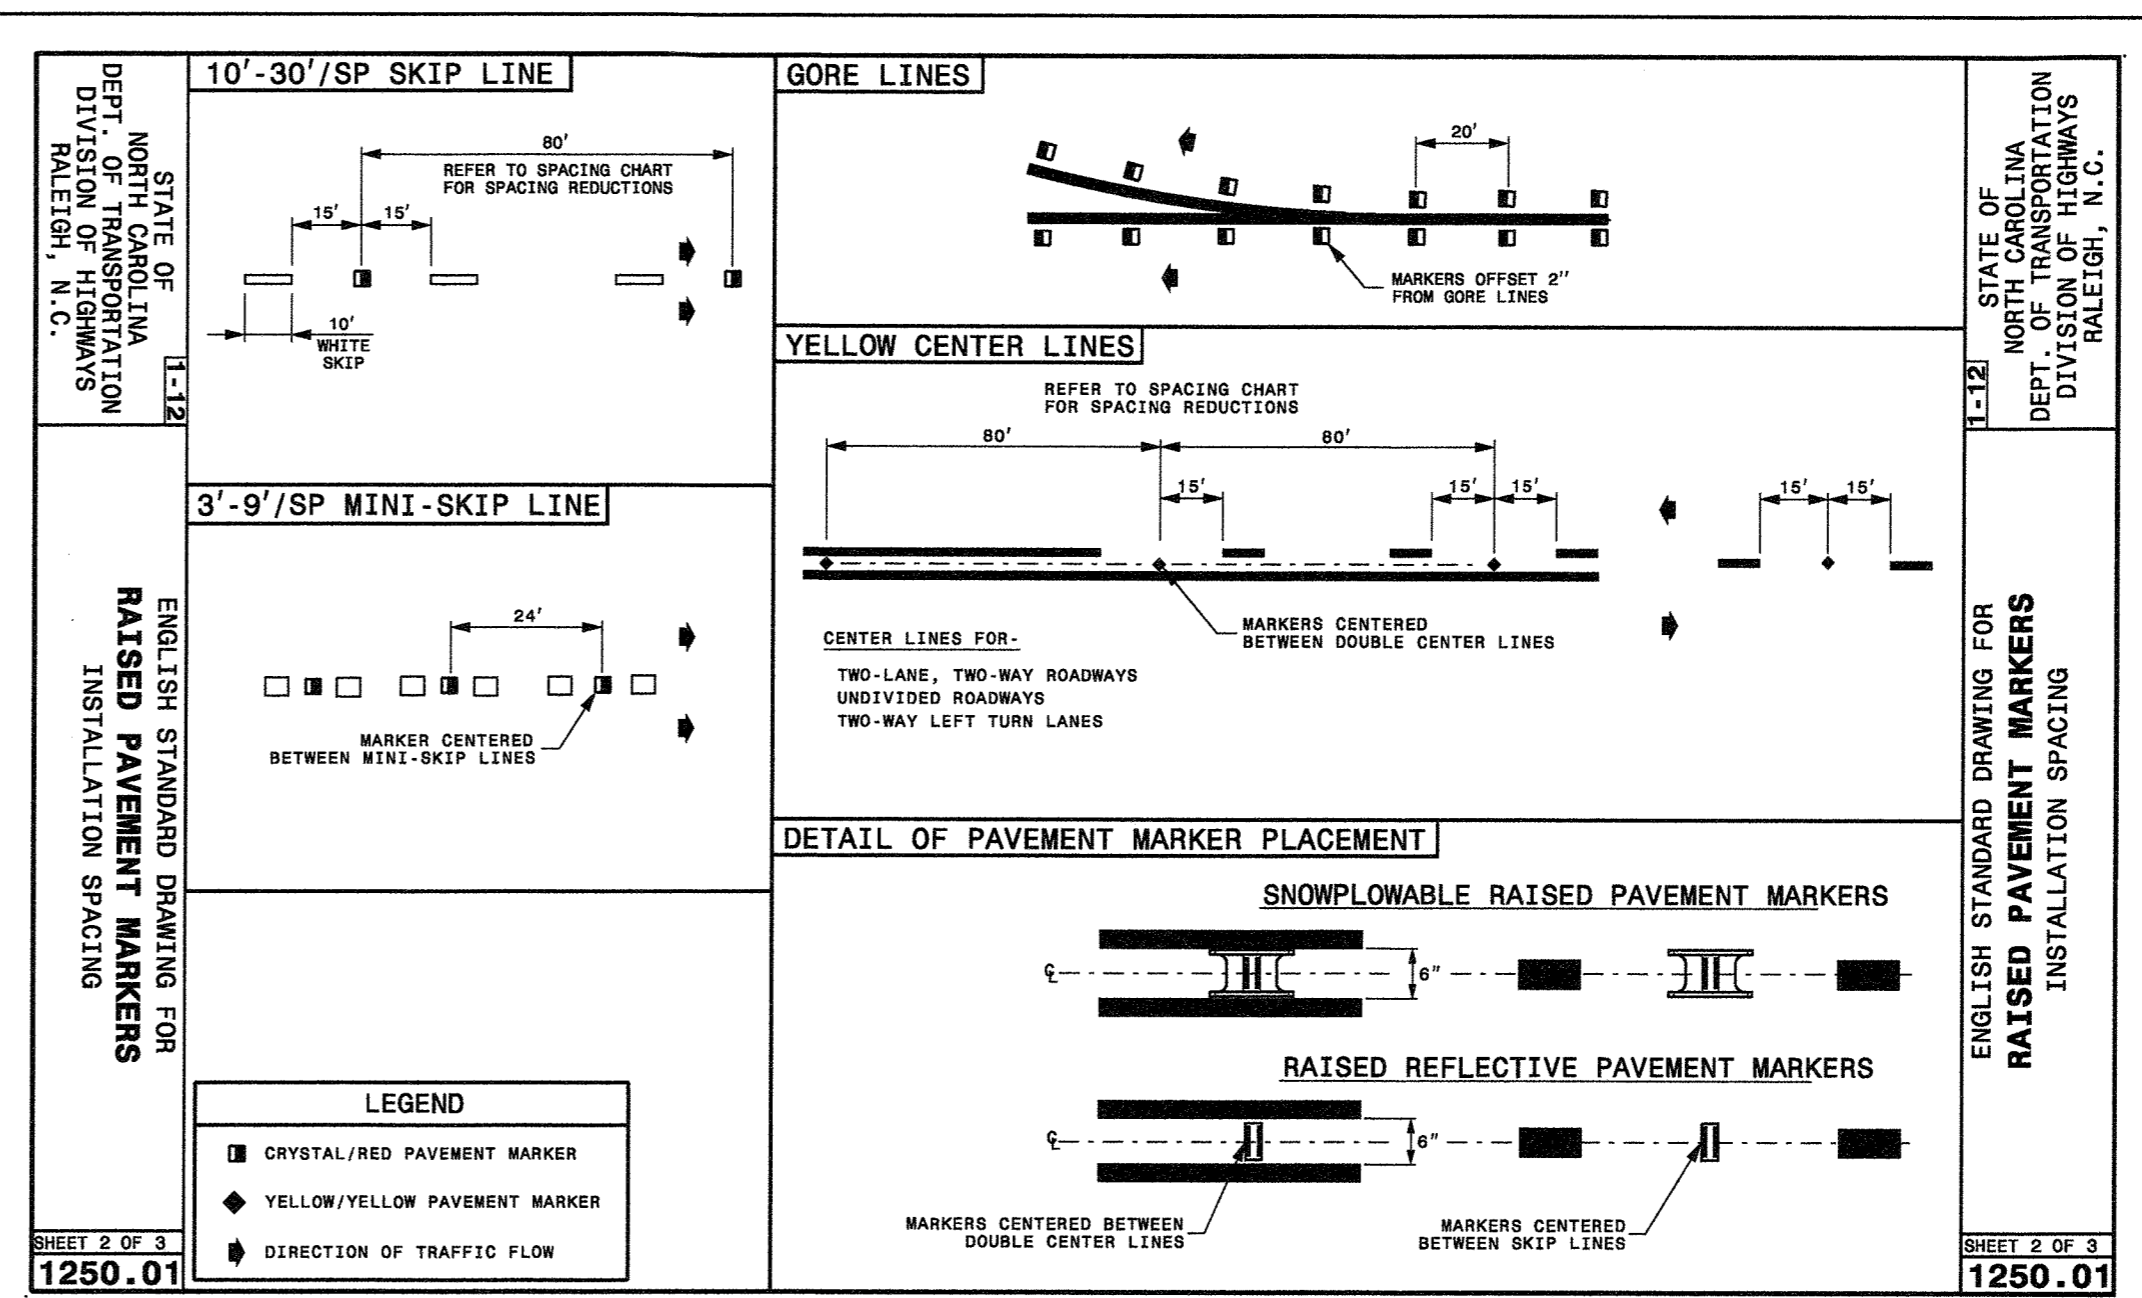 STATE OF
NORTH CAROLINA
DEPT. OF TRANSPORTATION
DIVISION OF HIGHWAYS
RALEIGH, N.C.
1-12
ENGLISH STANDARD DRAWING FOR
RAISED PAVEMENT MARKERS
INSTALLATION SPACING
SHEET 2 OF 3
1250.01
10'-30'/SP SKIP LINE
80'
REFER TO SPACING CHART
FOR SPACING REDUCTIONS
15' 15'
10'
WHITE
SKIP
3'-9'/SP MINI-SKIP LINE
24'
MARKER CENTERED
BETWEEN MINI-SKIP LINES
LEGEND
CRYSTAL/RED PAVEMENT MARKER
YELLOW/YELLOW PAVEMENT MARKER
DIRECTION OF TRAFFIC FLOW
GORE LINES
20'
MARKERS OFFSET 2"
FROM GORE LINES
YELLOW CENTER LINES
REFER TO SPACING CHART
FOR SPACING REDUCTIONS
80' 80'
15' 15' 15' 15' 15'
MARKERS CENTERED
BETWEEN DOUBLE CENTER LINES
CENTER LINES FOR-
TWO-LANE, TWO-WAY ROADWAYS
UNDIVIDED ROADWAYS
TWO-WAY LEFT TURN LANES
DETAIL OF PAVEMENT MARKER PLACEMENT
SNOWPLOWABLE RAISED PAVEMENT MARKERS
℄ 6"
RAISED REFLECTIVE PAVEMENT MARKERS
℄ 6"
MARKERS CENTERED BETWEEN
DOUBLE CENTER LINES
MARKERS CENTERED
BETWEEN SKIP LINES
STATE OF
NORTH CAROLINA
DEPT. OF TRANSPORTATION
DIVISION OF HIGHWAYS
RALEIGH, N.C.
1-12
ENGLISH STANDARD DRAWING FOR
RAISED PAVEMENT MARKERS
INSTALLATION SPACING
SHEET 2 OF 3
1250.01